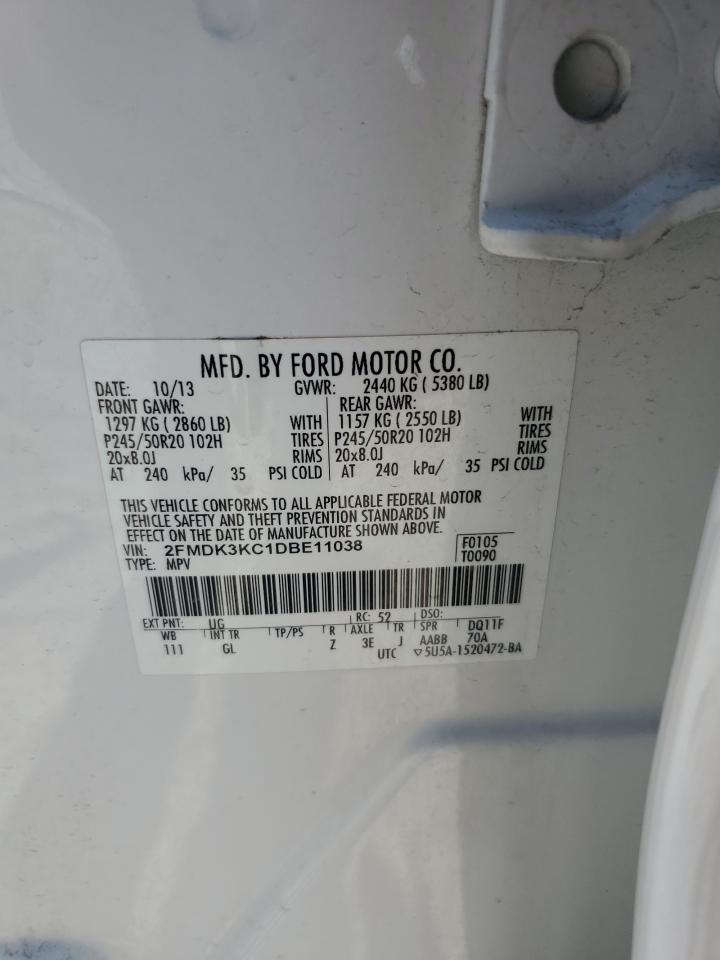 MFD. BY FORD MOTOR CO.
DATE: 10/13 GVWR: 2440 KG ( 5380 LB)
FRONT GAWR: REAR GAWR:
1297 KG ( 2860 LB) WITH 1157 KG ( 2550 LB) WITH
P245/50R20 102H TIRES P245/50R20 102H TIRES
20x8.0J RIMS 20x8.0J RIMS
AT 240 kPa/ 35 PSI COLD AT 240 kPa/ 35 PSI COLD
THIS VEHICLE CONFORMS TO ALL APPLICABLE FEDERAL MOTOR
VEHICLE SAFETY AND THEFT PREVENTION STANDARDS IN
EFFECT ON THE DATE OF MANUFACTURE SHOWN ABOVE.
VIN: 2FMDK3KC1DBE11038 F0105
TYPE: MPV T0090
EXT PNT: UG RC: 52 DSO:
WB INT TR TP/PS R AXLE TR SPR DQ11F
111 GL Z 3E J AABB 70A
UTC ▽5U5A-1520472-BA